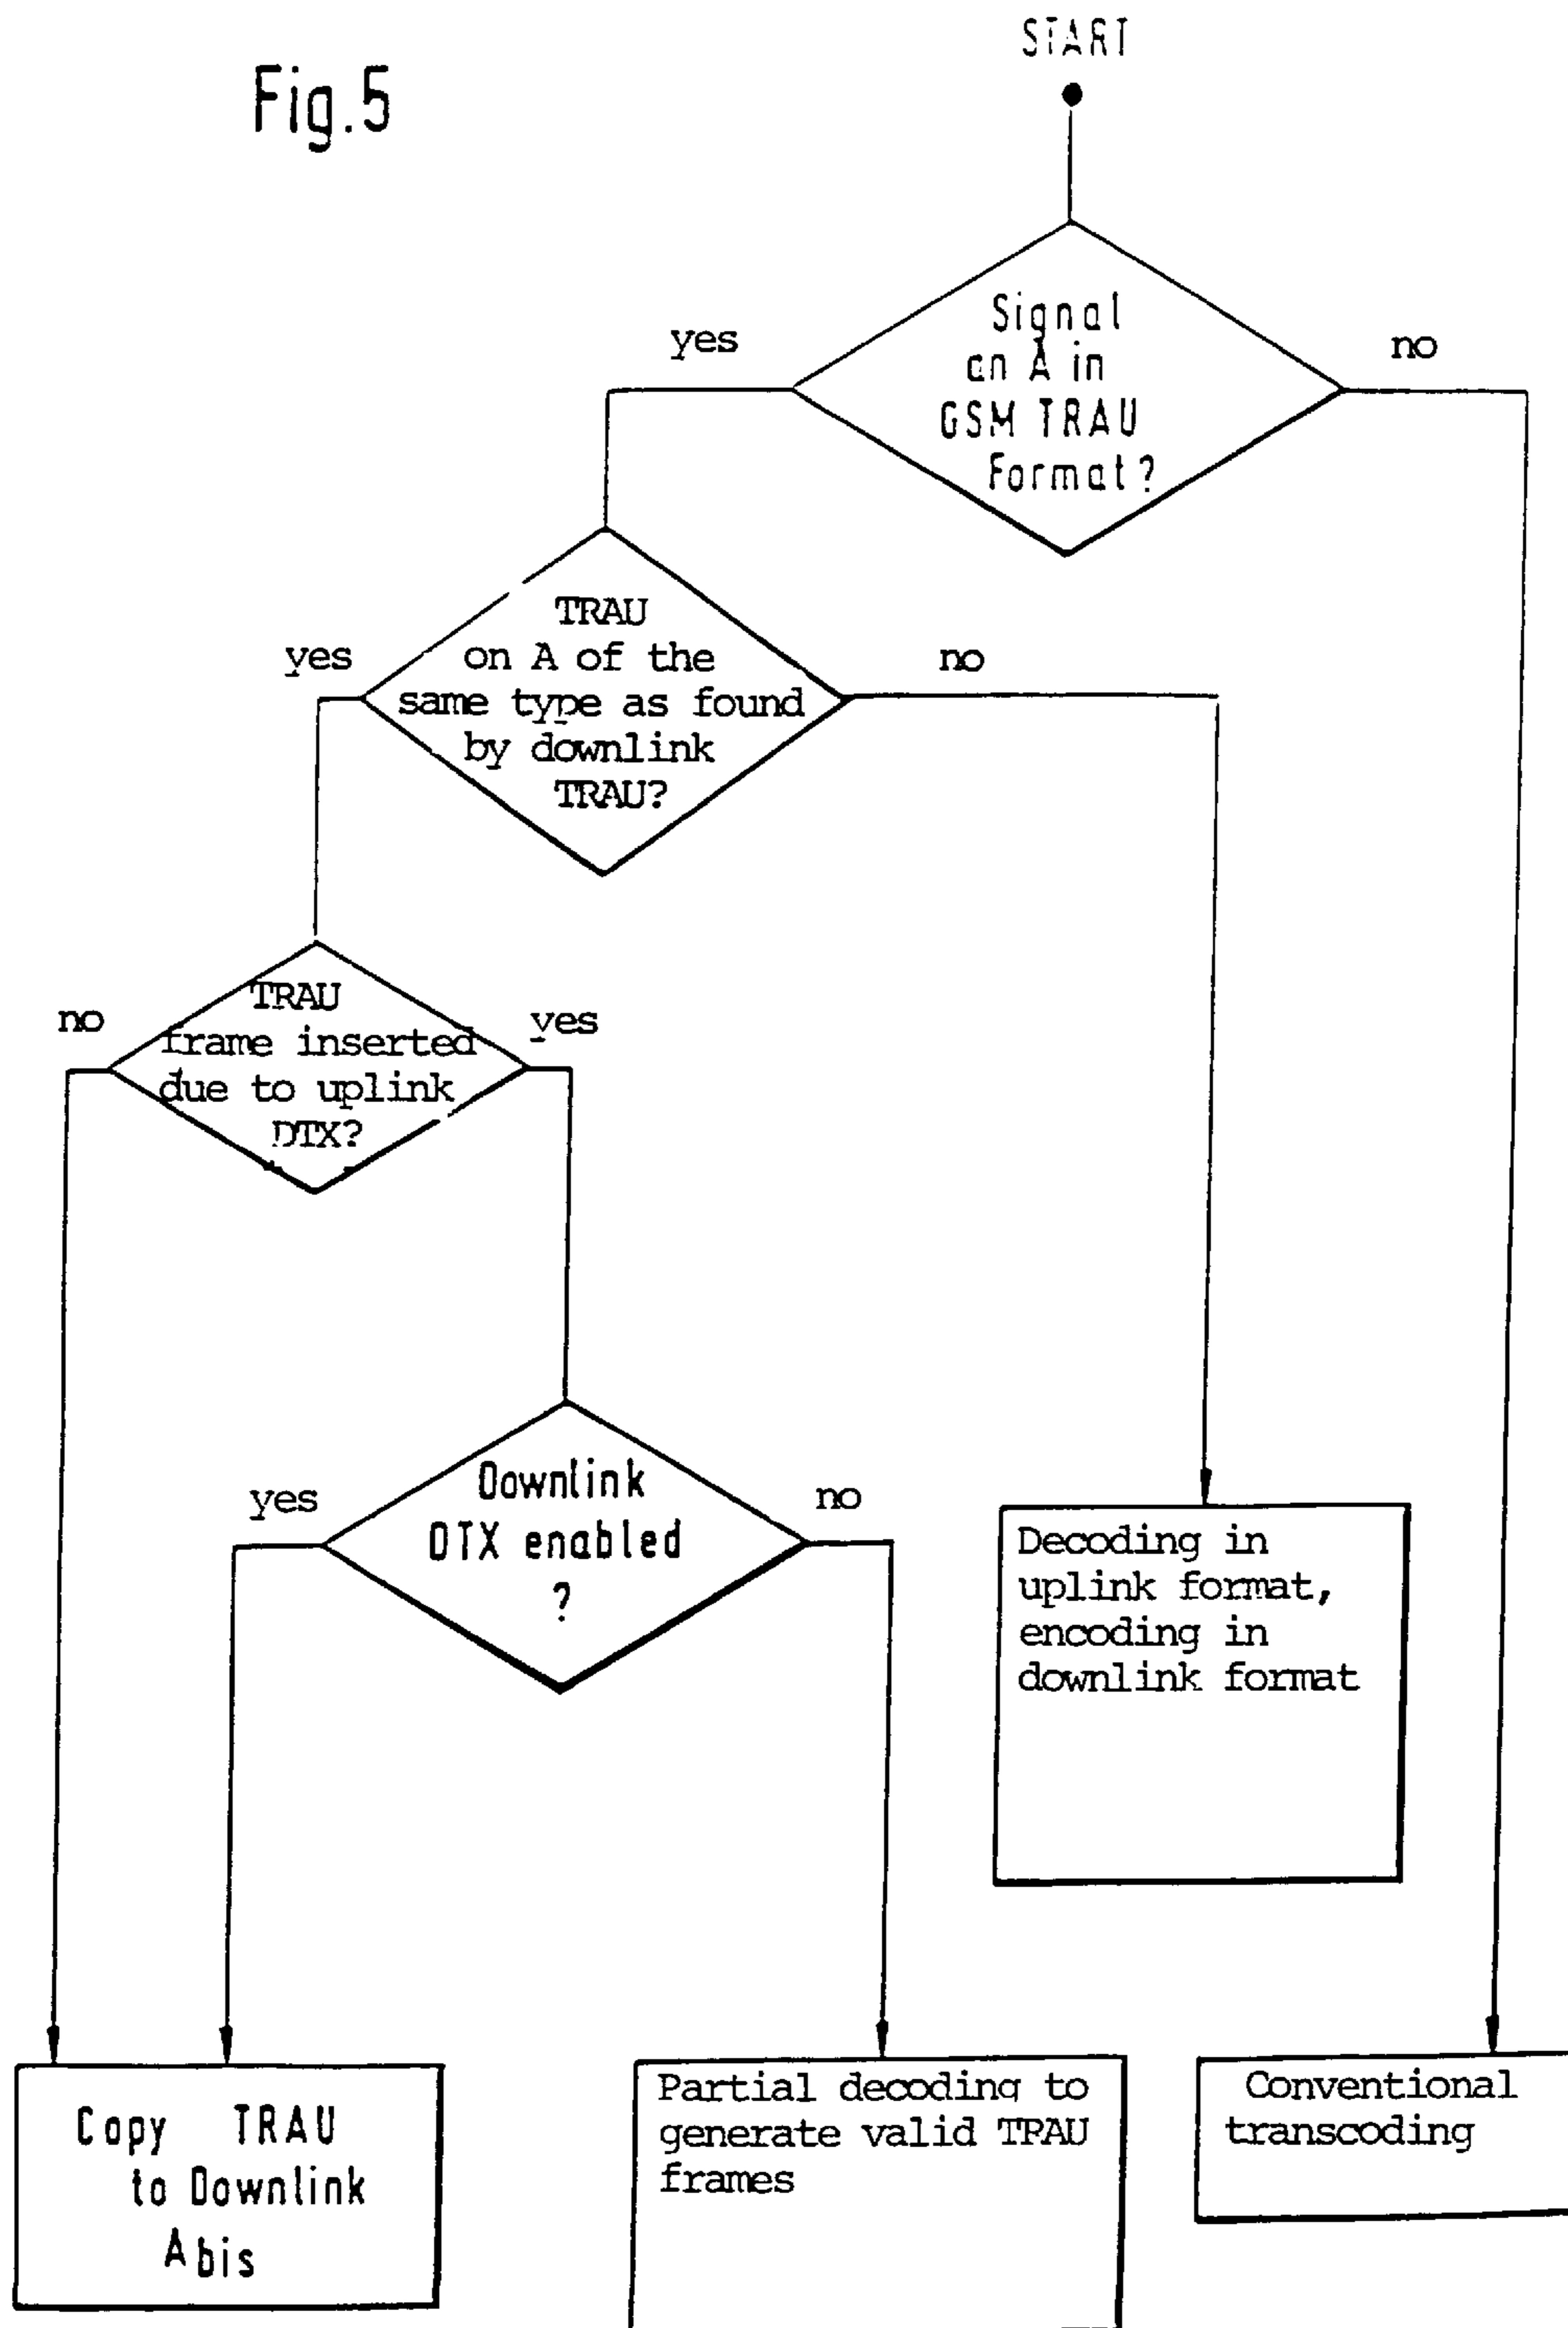 START
Fig.5
Signal
an A in
GSM TRAU
Format?
yes
no
TRAU
on A of the
same type as found
by downlink
TRAU?
yes
no
TRAU
frame inserted
due to uplink
DTX?
no
yes
Downlink
DTX enabled
?
yes
no
Decoding in
uplink format,
encoding in
downlink format
Copy TRAU
to Downlink
Abis
Partial decoding to
generate valid TPAU
frames
Conventional
transcoding